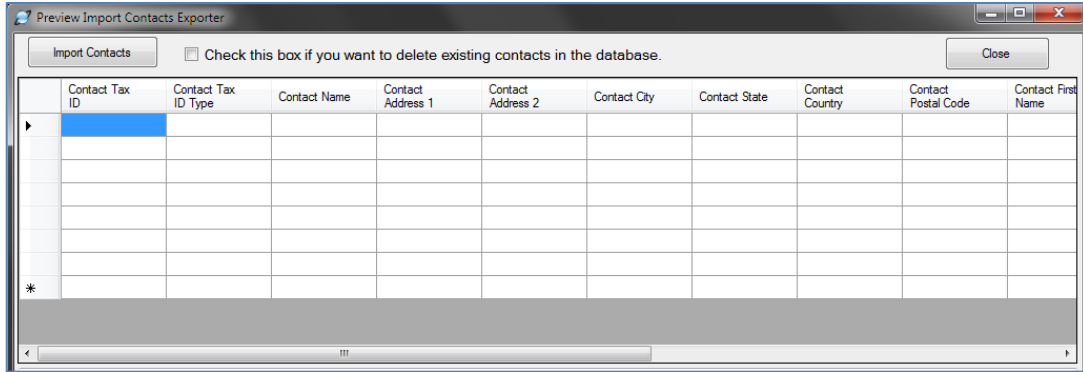 Preview Import Contacts Exporter
Import Contacts
Check this box if you want to delete existing contacts in the database.
Close
Contact Tax
ID
Contact Tax
ID Type
Contact Name
Contact
Address 1
Contact
Address 2
Contact City
Contact State
Contact
Country
Contact
Postal Code
Contact First
Name